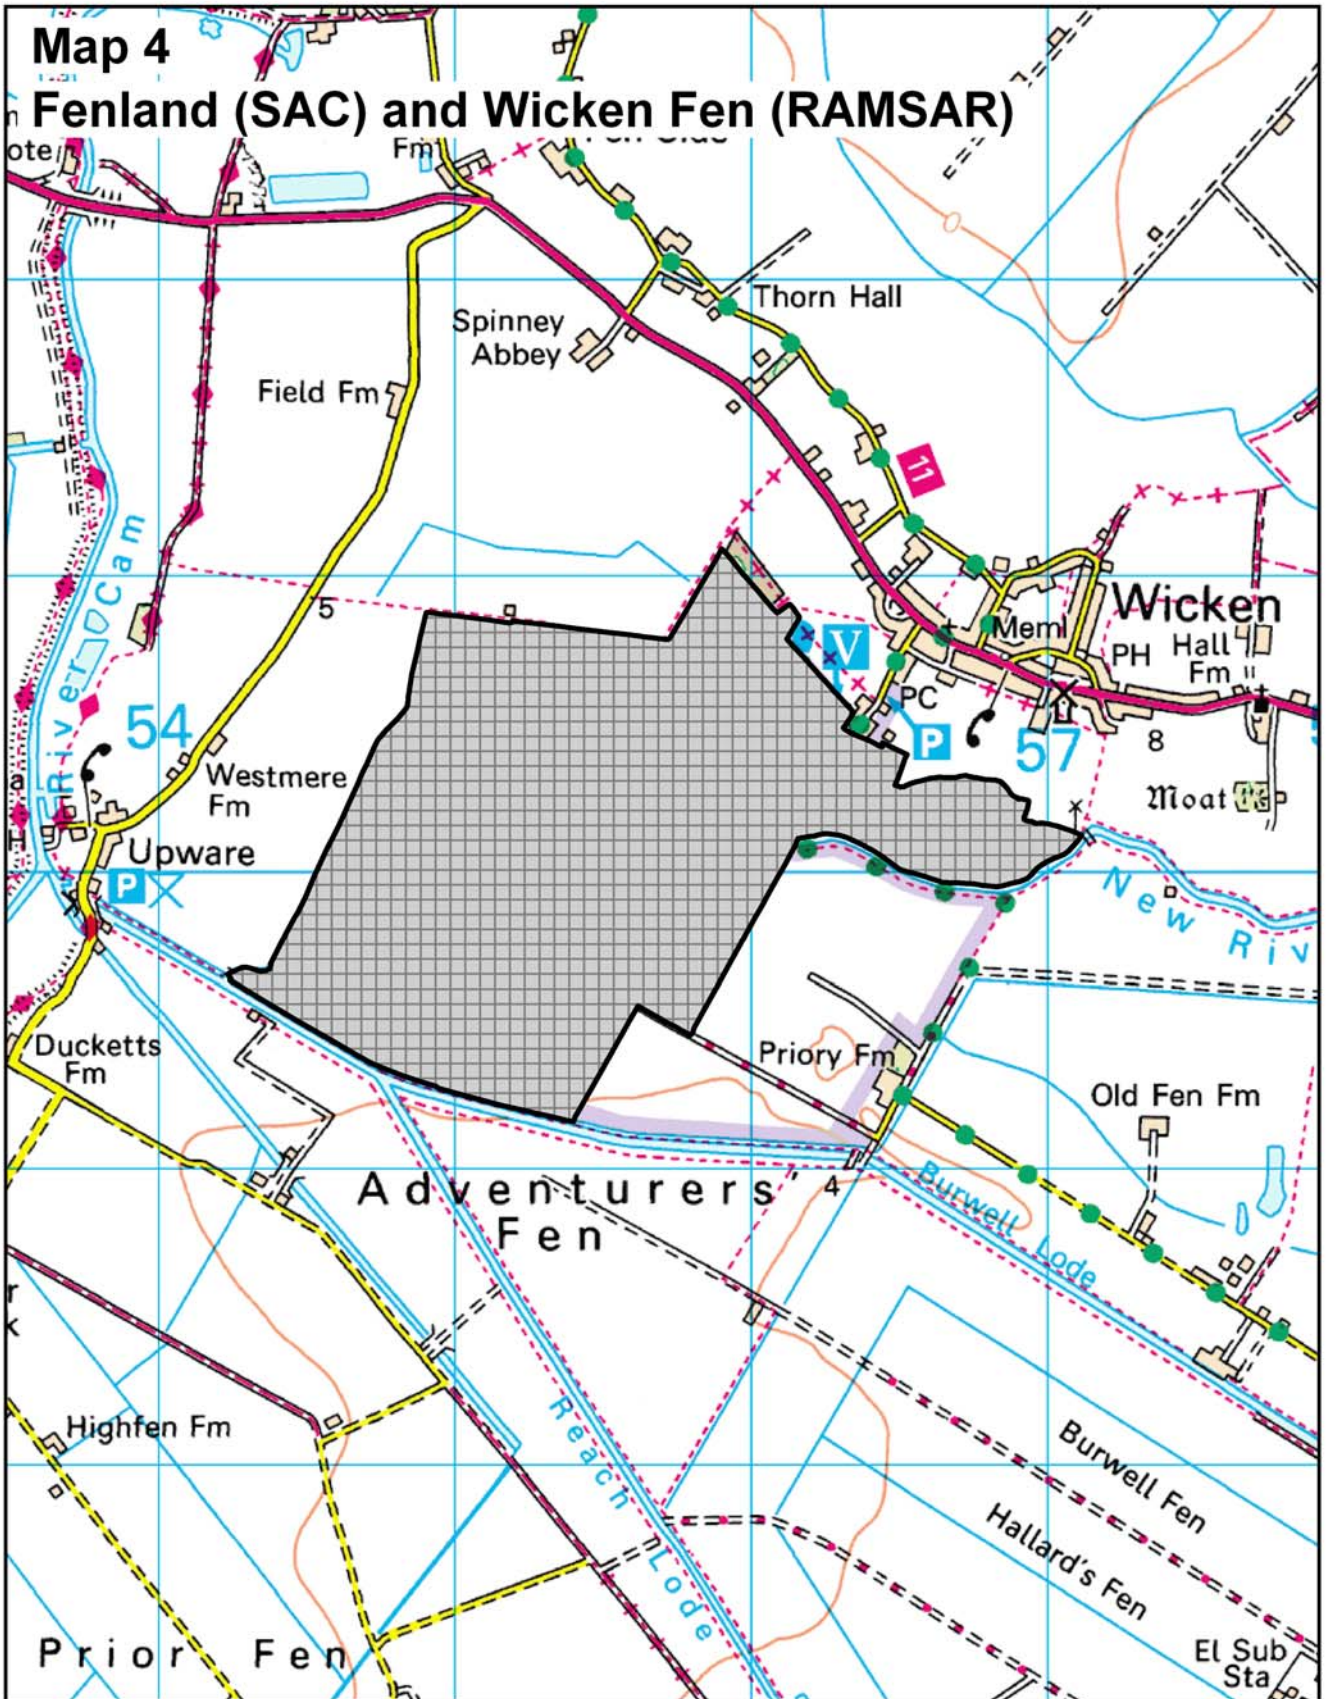 Map 4
Fenland (SAC) and Wicken Fen (RAMSAR)
ote
Fm
Thorn Hall
Spinney
Abbey
Field Fm
11
River Cam
5
Wicken
Meml
PH
Hall
Fm
V
PC
P
54
57
8
Westmere
Fm
Moat
a
H
Upware
P
New Riv
Ducketts
Fm
Priory Fm
Old Fen Fm
Adventurers'
Fen
4
Burwell Lode
r
k
Reach Lode
Highfen Fm
Burwell Fen
Hallard's Fen
Prior Fen
El Sub
Sta